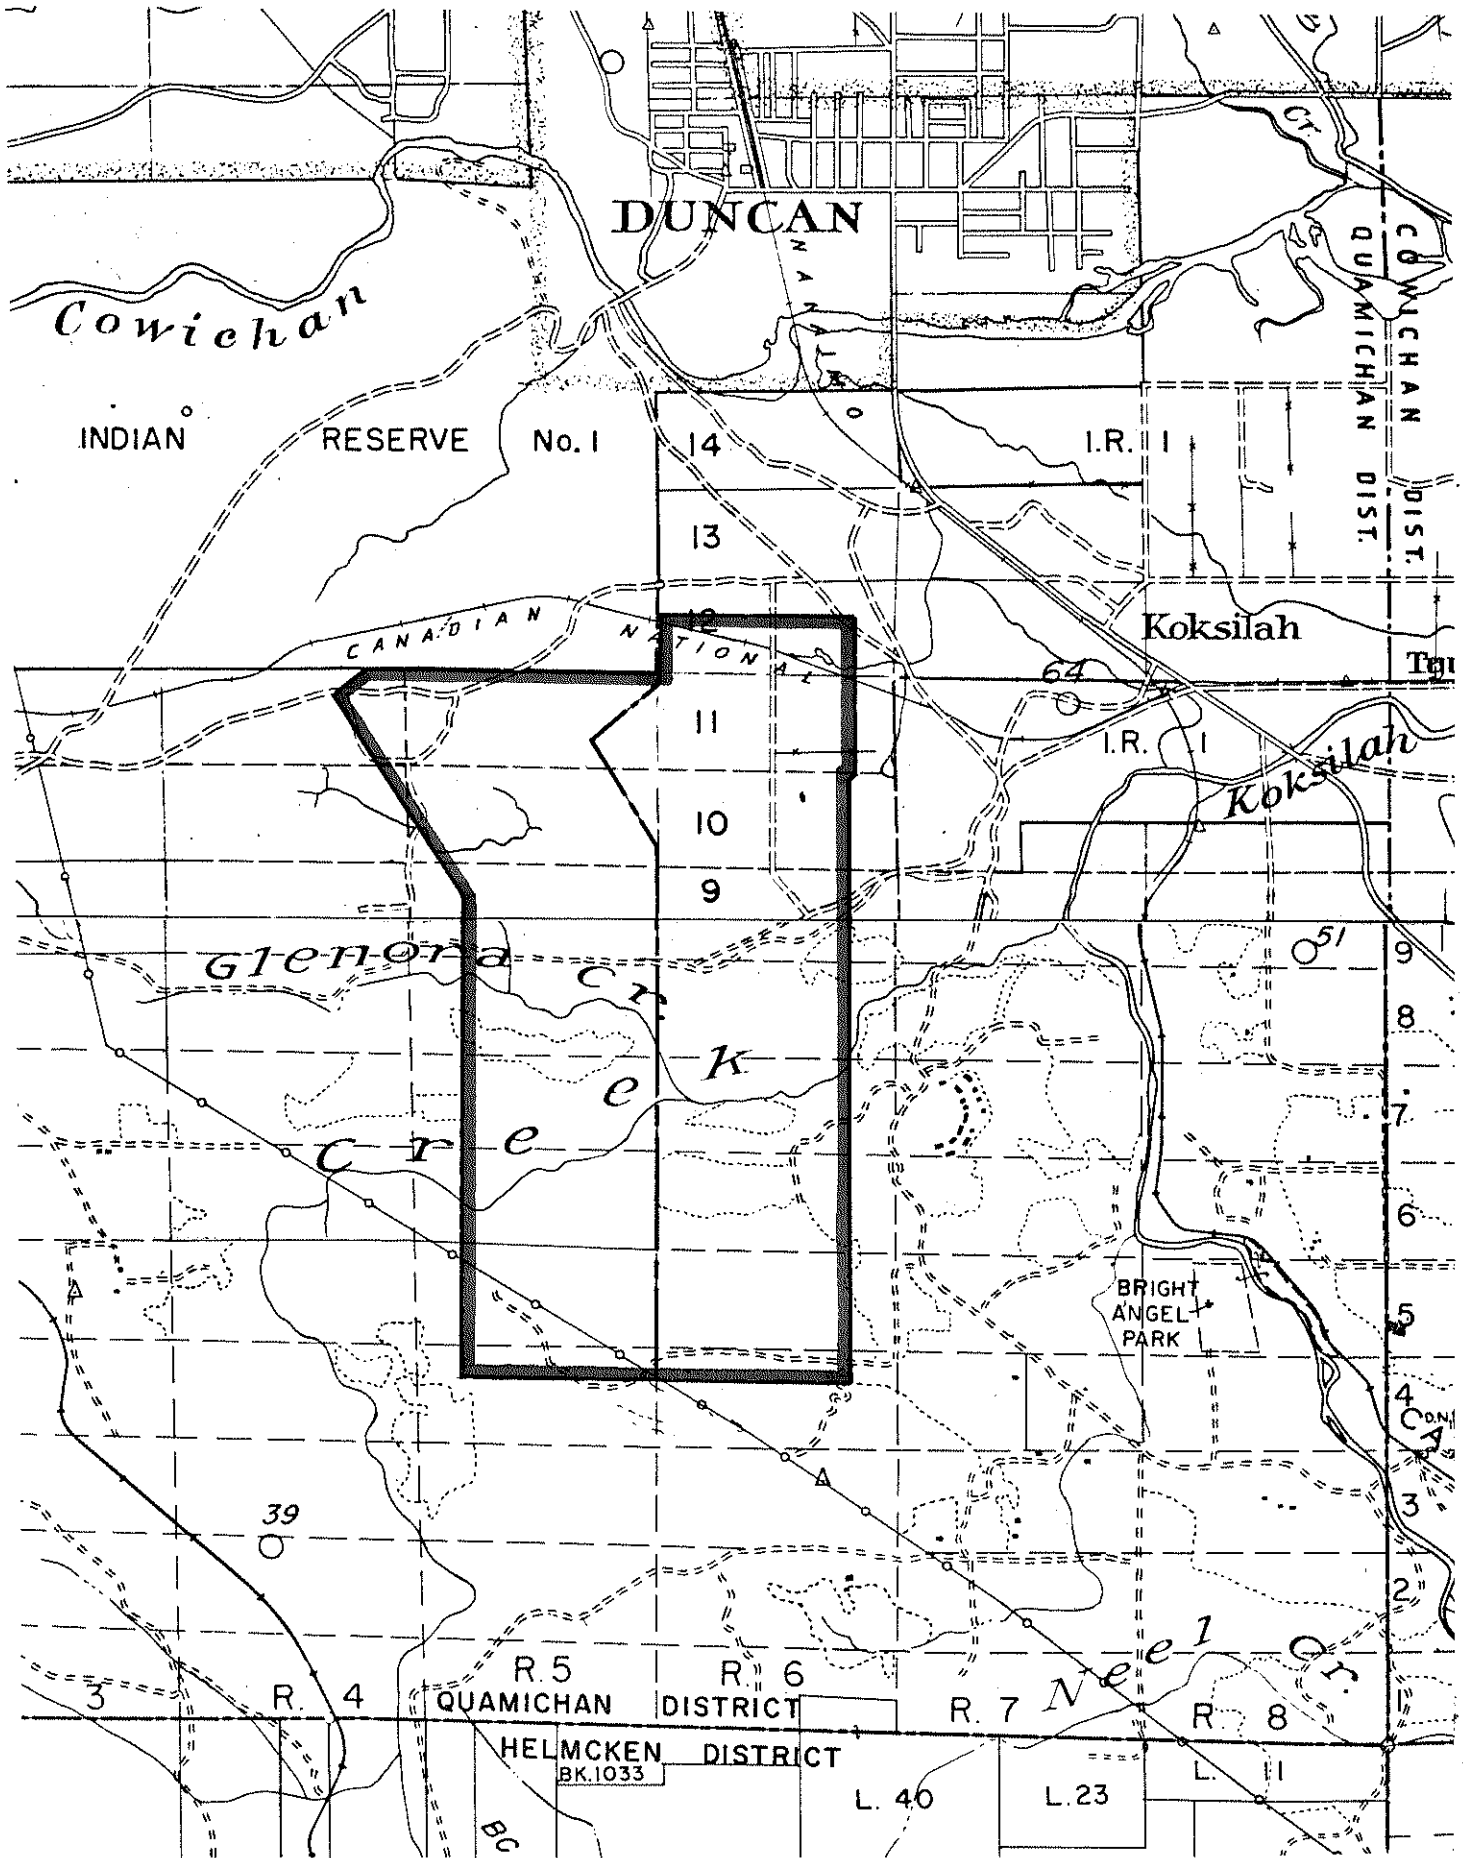 Cr.
DUNCAN
NANAIMO
COWICHAN DIST.
QUAMICHAN DIST.
Cowichan
INDIAN RESERVE No. 1
14
I.R. 1
13
CANADIAN NATIONAL
12
Koksilah
64
11
I.R. 1
Koksilah
10
9
Glenora Cr.
51
9
8
Creek
7
6
BRIGHT
ANGEL
PARK
5
4
C.D.N.
39
3
2
Neel Cr.
R. 5
R. 6
3
R. 4
QUAMICHAN DISTRICT
R. 7
R. 8
1
HELMCKEN DISTRICT
BK.1033
L. 40
L. 23
L. 11
BC